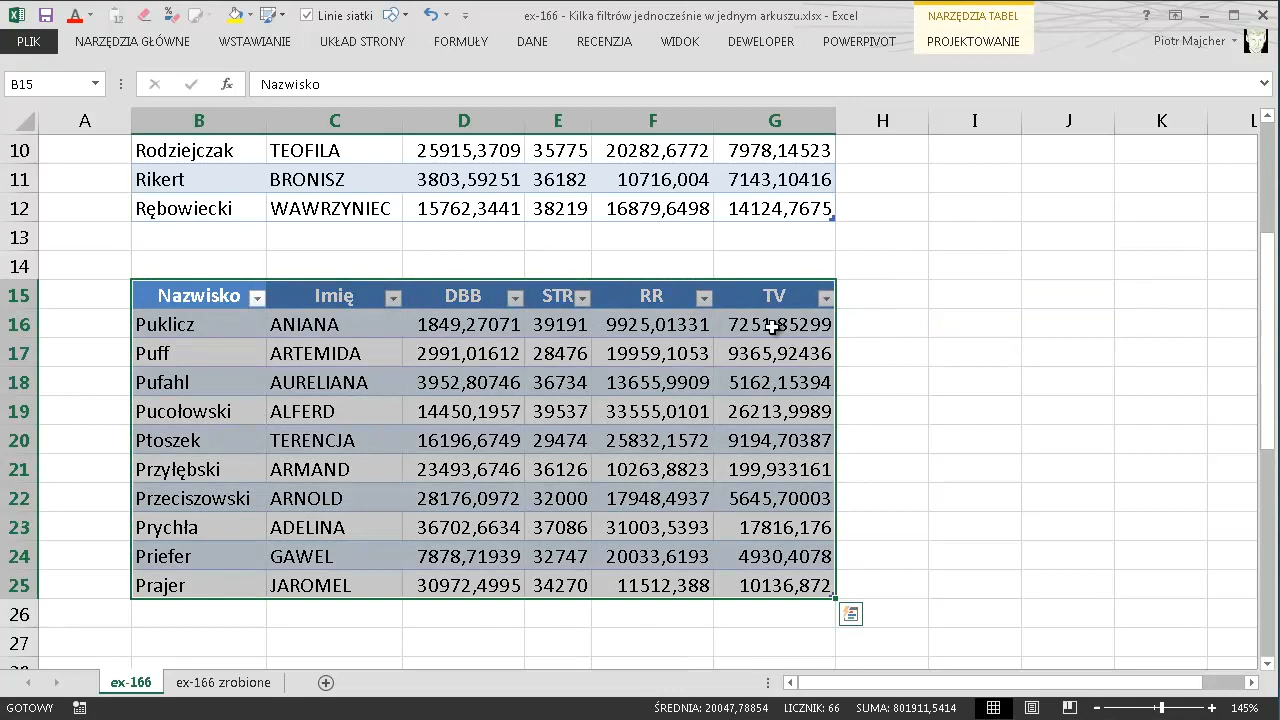 Linie siatki
ex-166 - Kilka filtrów jednocześnie w jednym arkuszu.xlsx - Excel
NARZĘDZIA TABEL
PLIK NARZĘDZIA GŁÓWNE WSTAWIANIE UKŁAD STRONY FORMUŁY DANE RECENZJA WIDOK DEWELOPER POWERPIVOT PROJEKTOWANIE Piotr Majcher
B15 fx Nazwisko
A B C D E F G H I J K L
10 Rodziejczak TEOFILA 25915,3709 35775 20282,6772 7978,14523
11 Rikert BRONISZ 3803,59251 36182 10716,004 7143,10416
12 Rębowiecki WAWRZYNIEC 15762,3441 38219 16879,6498 14124,7675
13
14
15 Nazwisko Imię DBB STR RR TV
16 Puklicz ANIANA 1849,27071 39191 9925,01331 7251,85299
17 Puff ARTEMIDA 2991,01612 28476 19959,1053 9365,92436
18 Pufahl AURELIANA 3952,80746 36734 13655,9909 5162,15394
19 Pucołowski ALFERD 14450,1957 39537 33555,0101 26213,9989
20 Ptoszek TERENCJA 16196,6749 29474 25832,1572 9194,70387
21 Przyłębski ARMAND 23493,6746 36126 10263,8823 199,933161
22 Przeciszowski ARNOLD 28176,0972 32000 17948,4937 5645,70003
23 Prychła ADELINA 36702,6634 37086 31003,5393 17816,176
24 Priefer GAWEŁ 7878,71939 32747 20033,6193 4930,4078
25 Prajer JAROMEŁ 30972,4995 34270 11512,388 10136,872
26
27
ex-166 ex-166 zrobione
GOTOWY ŚREDNIA: 20047,78854 LICZNIK: 66 SUMA: 801911,5414 145%